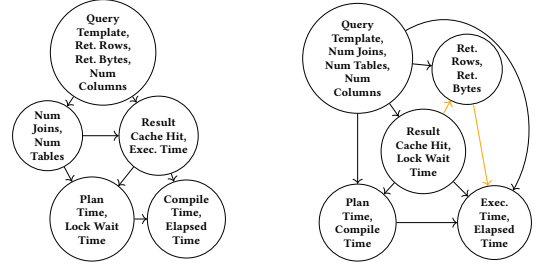 Query
Template,
Ret. Rows,
Ret. Bytes,
Num
Columns
Num
Joins,
Num
Tables
Result
Cache Hit,
Exec. Time
Plan
Time,
Lock Wait
Time
Compile
Time,
Elapsed
Time
Query
Template,
Num Joins,
Num Tables,
Num
Columns
Ret.
Rows,
Ret.
Bytes
Result
Cache Hit,
Lock Wait
Time
Plan
Time,
Compile
Time
Exec.
Time,
Elapsed
Time